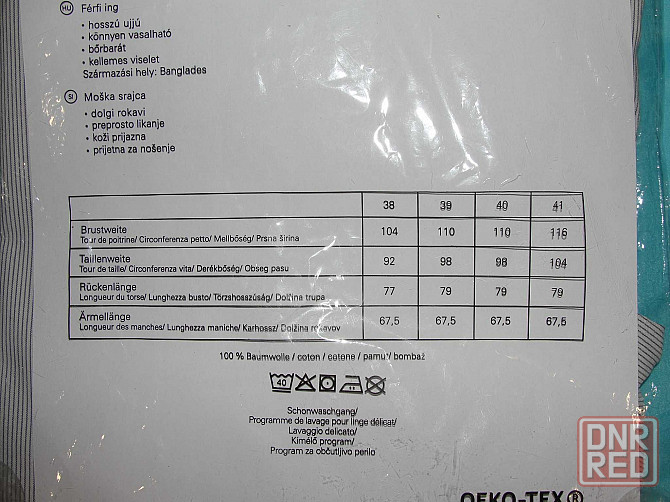 HU Férfi ing
• hosszú ujjú
• könnyen vasalható
• bőrbarát
• kellemes viselet
Származási hely: Banglades
SI Moška srajca
• dolgi rokavi
• preprosto likanje
• koži prijazna
• prijetna za nošenje
38 39 40 41
Brustweite 104 110 110 116
Tour de poitrine/ Circonferenza petto/ Mellbőség/ Prsna širina
Taillenweite 92 98 98 104
Tour de taille/ Circonferenza vita/ Derékbőség/ Obseg pasu
Rückenlänge 77 79 79 79
Longueur du torse/ Lunghezza busto/ Törzshosszúság/ Dolžina trupa
Ärmellänge 67,5 67,5 67,5 67,5
Longueur des manches/ Lunghezza maniche/ Karhossz/ Dolžina rokavov
100 % Baumwolle / coton / cotone / pamut/ bombaž
40
Schonwaschgang/
Programme de lavage pour linge délicat/
Lavaggio delicato/
Kímélő program/
Program za občutljivo perilo
OEKO-TEX®
DNR
RED